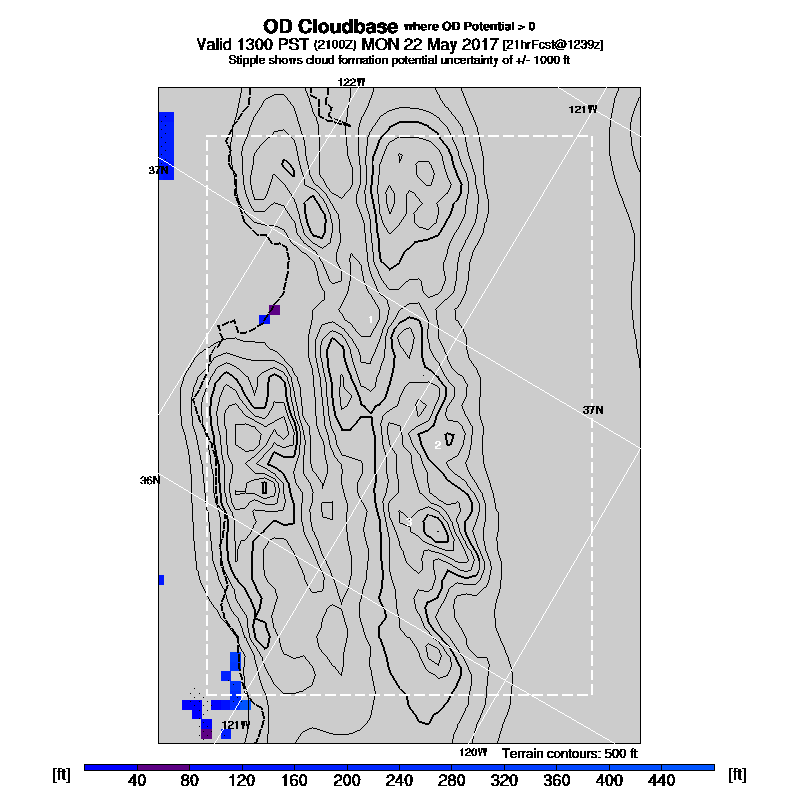 OD Cloudbase where OD Potential > 0
Valid 1300 PST (2100Z) MON 22 May 2017 [21hrFcst@1239z]
Stipple shows cloud formation potential uncertainty of +/- 1000 ft
122W
121W
37N
1
37N
2
36N
3
121W
120W Terrain contours: 500 ft
[ft] 40 80 120 160 200 240 280 320 360 400 440 [ft]